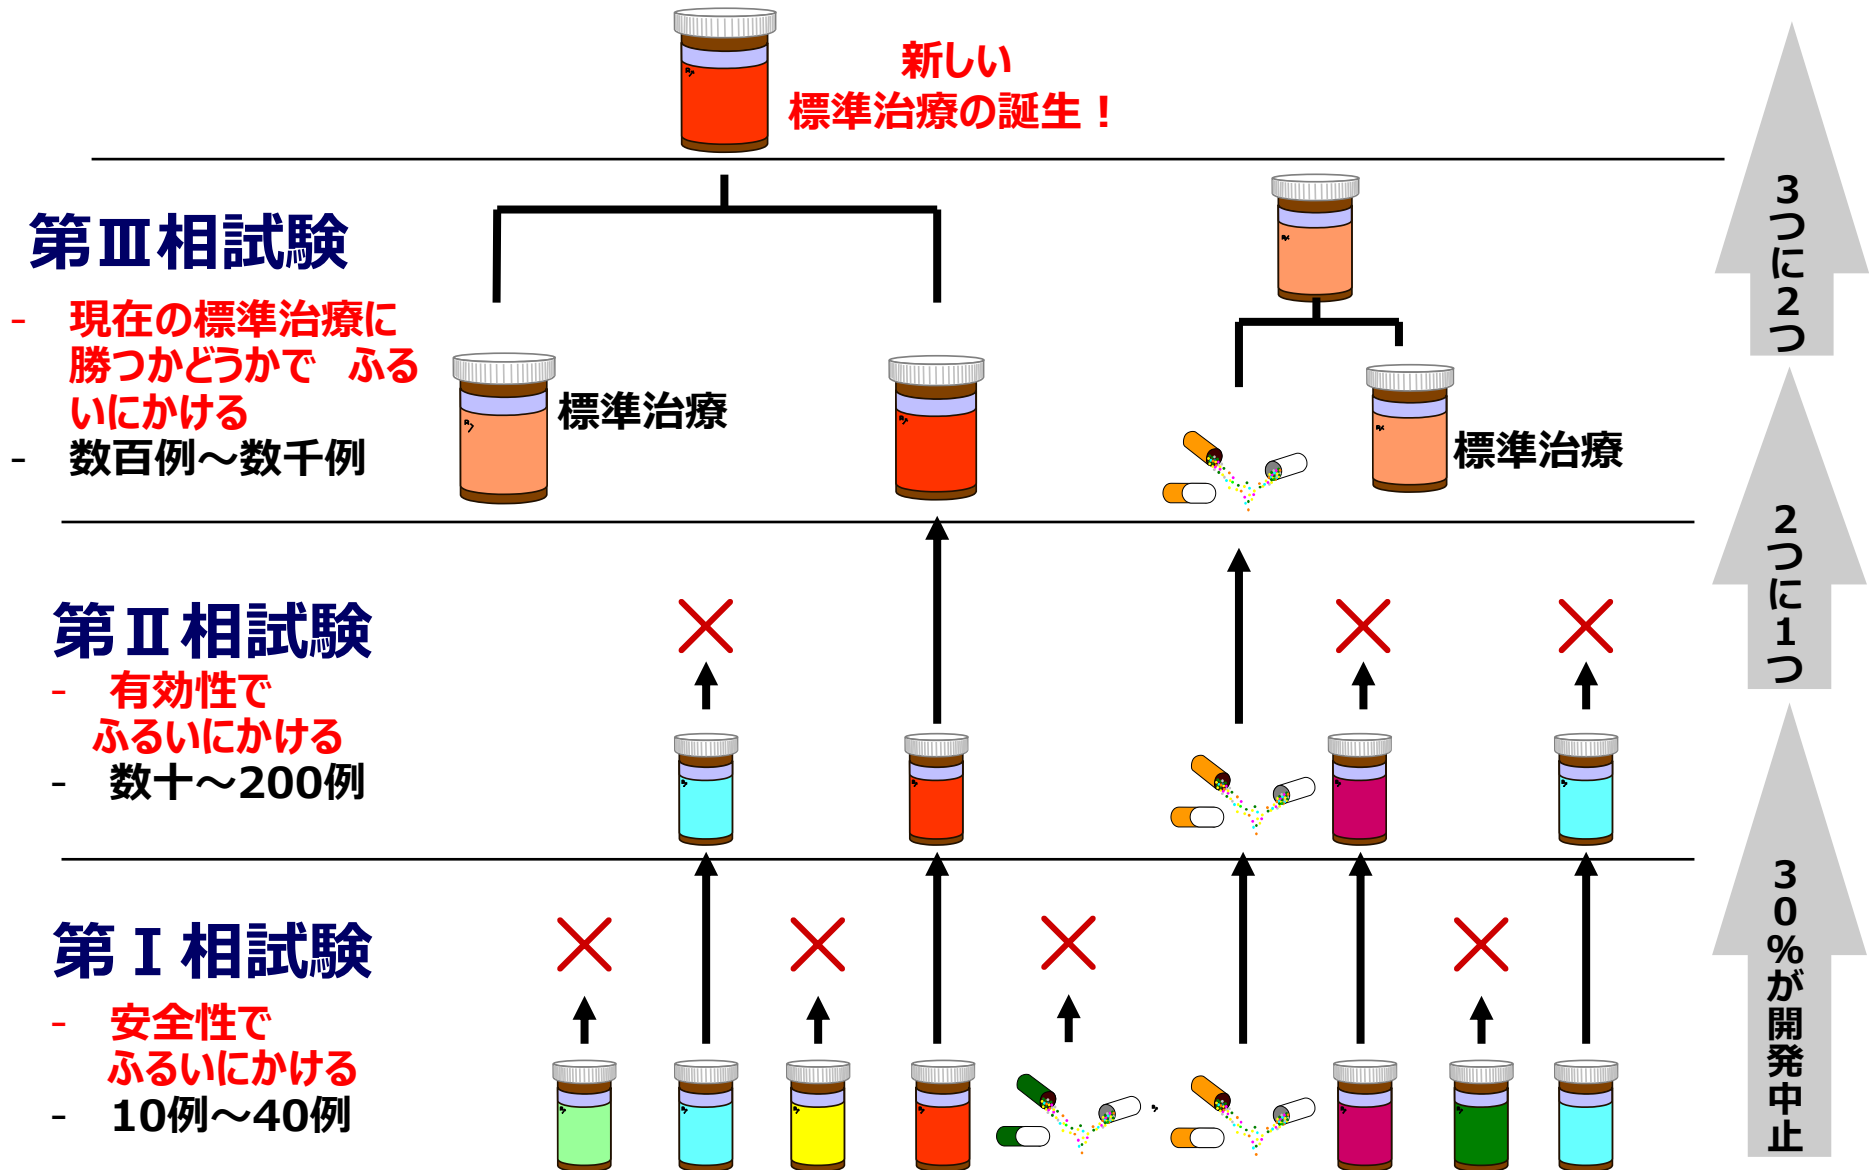 新しい
標準治療の誕生！
第Ⅲ相試験
- 現在の標準治療に
勝つかどうかで ふる
いにかける
- 数百例～数千例
標準治療
標準治療
3つに2つ
第Ⅱ相試験
- 有効性で
ふるいにかける
- 数十～200例
2つに1つ
第Ⅰ相試験
- 安全性で
ふるいにかける
- 10例～40例
30%が開発中止